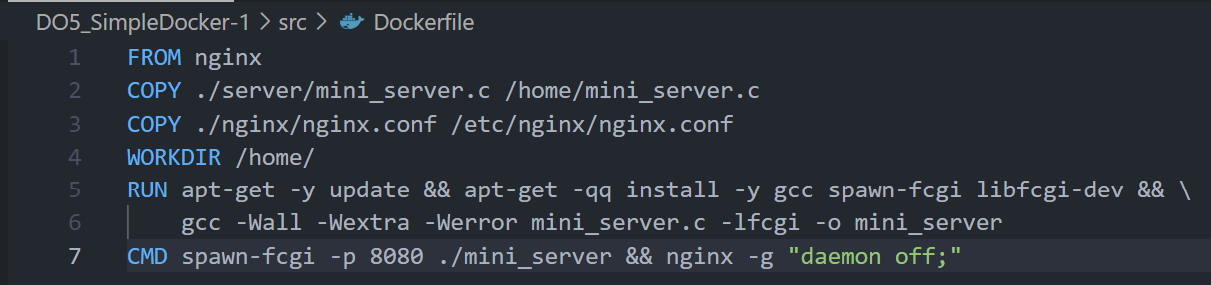 DO5_SimpleDocker-1 > src > Dockerfile
1 FROM nginx
2 COPY ./server/mini_server.c /home/mini_server.c
3 COPY ./nginx/nginx.conf /etc/nginx/nginx.conf
4 WORKDIR /home/
5 RUN apt-get -y update && apt-get -qq install -y gcc spawn-fcgi libfcgi-dev && \
6 gcc -Wall -Wextra -Werror mini_server.c -lfcgi -o mini_server
7 CMD spawn-fcgi -p 8080 ./mini_server && nginx -g "daemon off;"